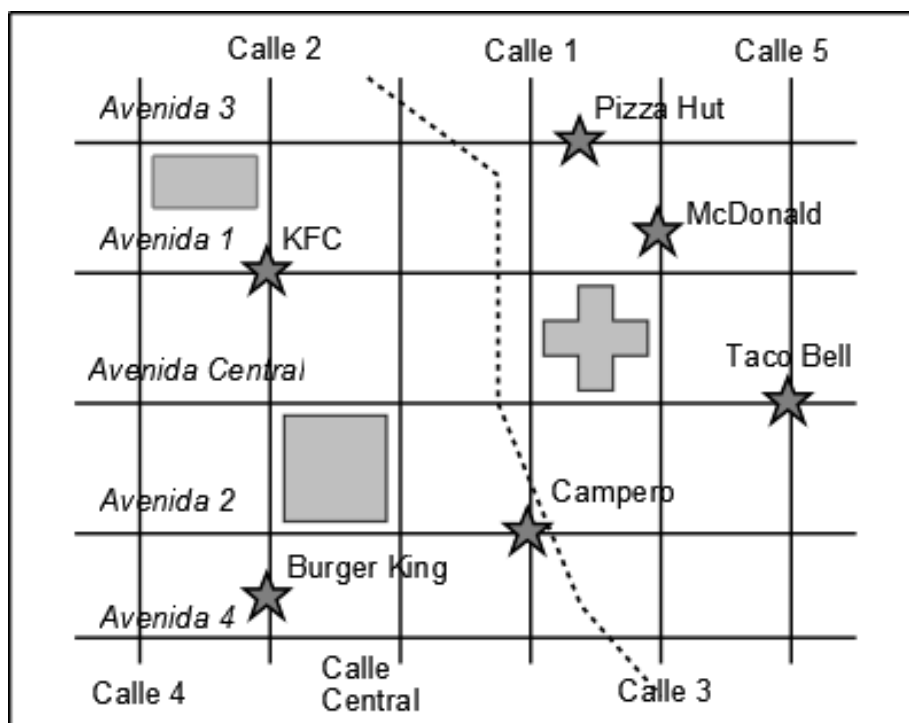 Calle 2
Calle 1
Calle 5
Avenida 3
Pizza Hut
McDonald
Avenida 1
KFC
Avenida Central
Taco Bell
Avenida 2
Campero
Burger King
Avenida 4
Calle 4
Calle
Central
Calle 3